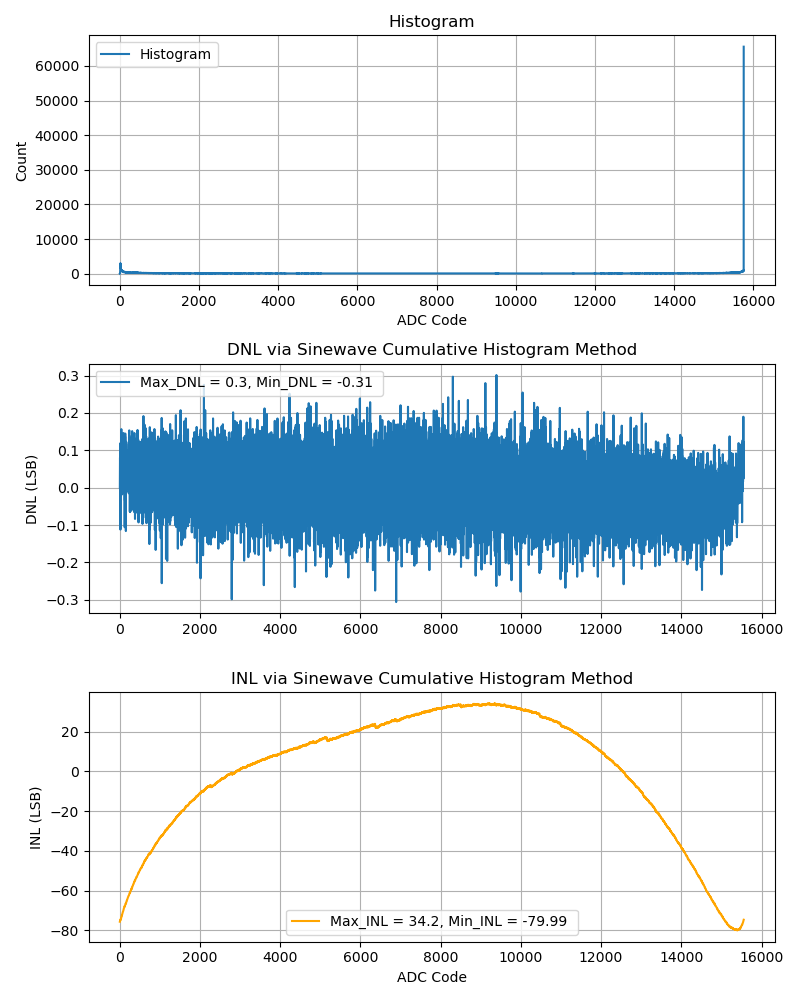 Histogram
Histogram
60000
50000
40000
30000
20000
10000
0
Count
0 2000 4000 6000 8000 10000 12000 14000 16000
ADC Code
DNL via Sinewave Cumulative Histogram Method
Max_DNL = 0.3, Min_DNL = -0.31
0.3
0.2
0.1
0.0
−0.1
−0.2
−0.3
DNL (LSB)
0 2000 4000 6000 8000 10000 12000 14000 16000
INL via Sinewave Cumulative Histogram Method
20
0
−20
−40
−60
−80
INL (LSB)
Max_INL = 34.2, Min_INL = -79.99
0 2000 4000 6000 8000 10000 12000 14000 16000
ADC Code